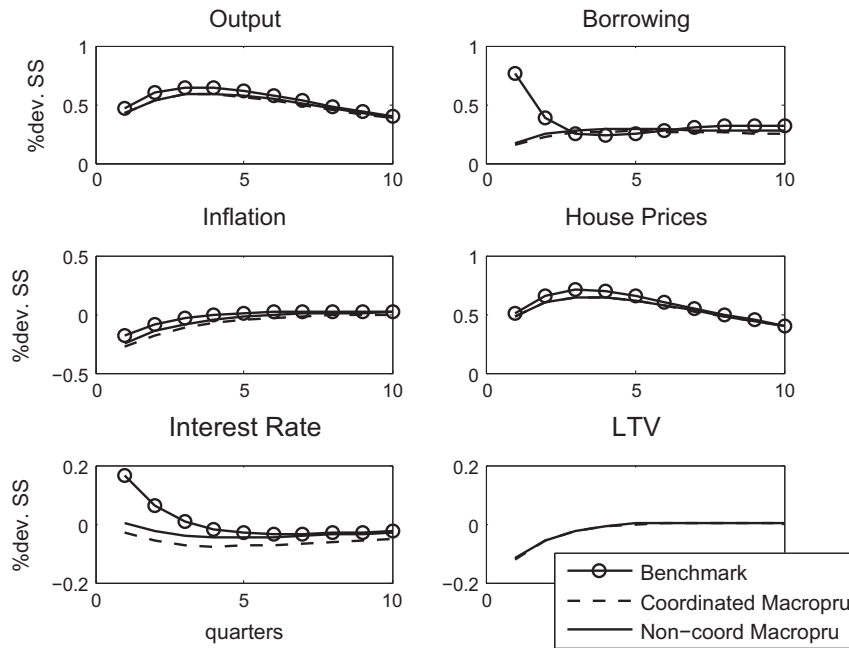 Output
Borrowing
%dev. SS
1
0.5
0
0
5
10
1
0.5
0
0
5
10
Inflation
House Prices
%dev. SS
0.5
0
−0.5
0
5
10
1
0.5
0
0
5
10
Interest Rate
LTV
%dev. SS
0.2
0
−0.2
0
5
10
quarters
0.2
0
−0.2
0
Benchmark
Coordinated Macropru
Non−coord Macropru